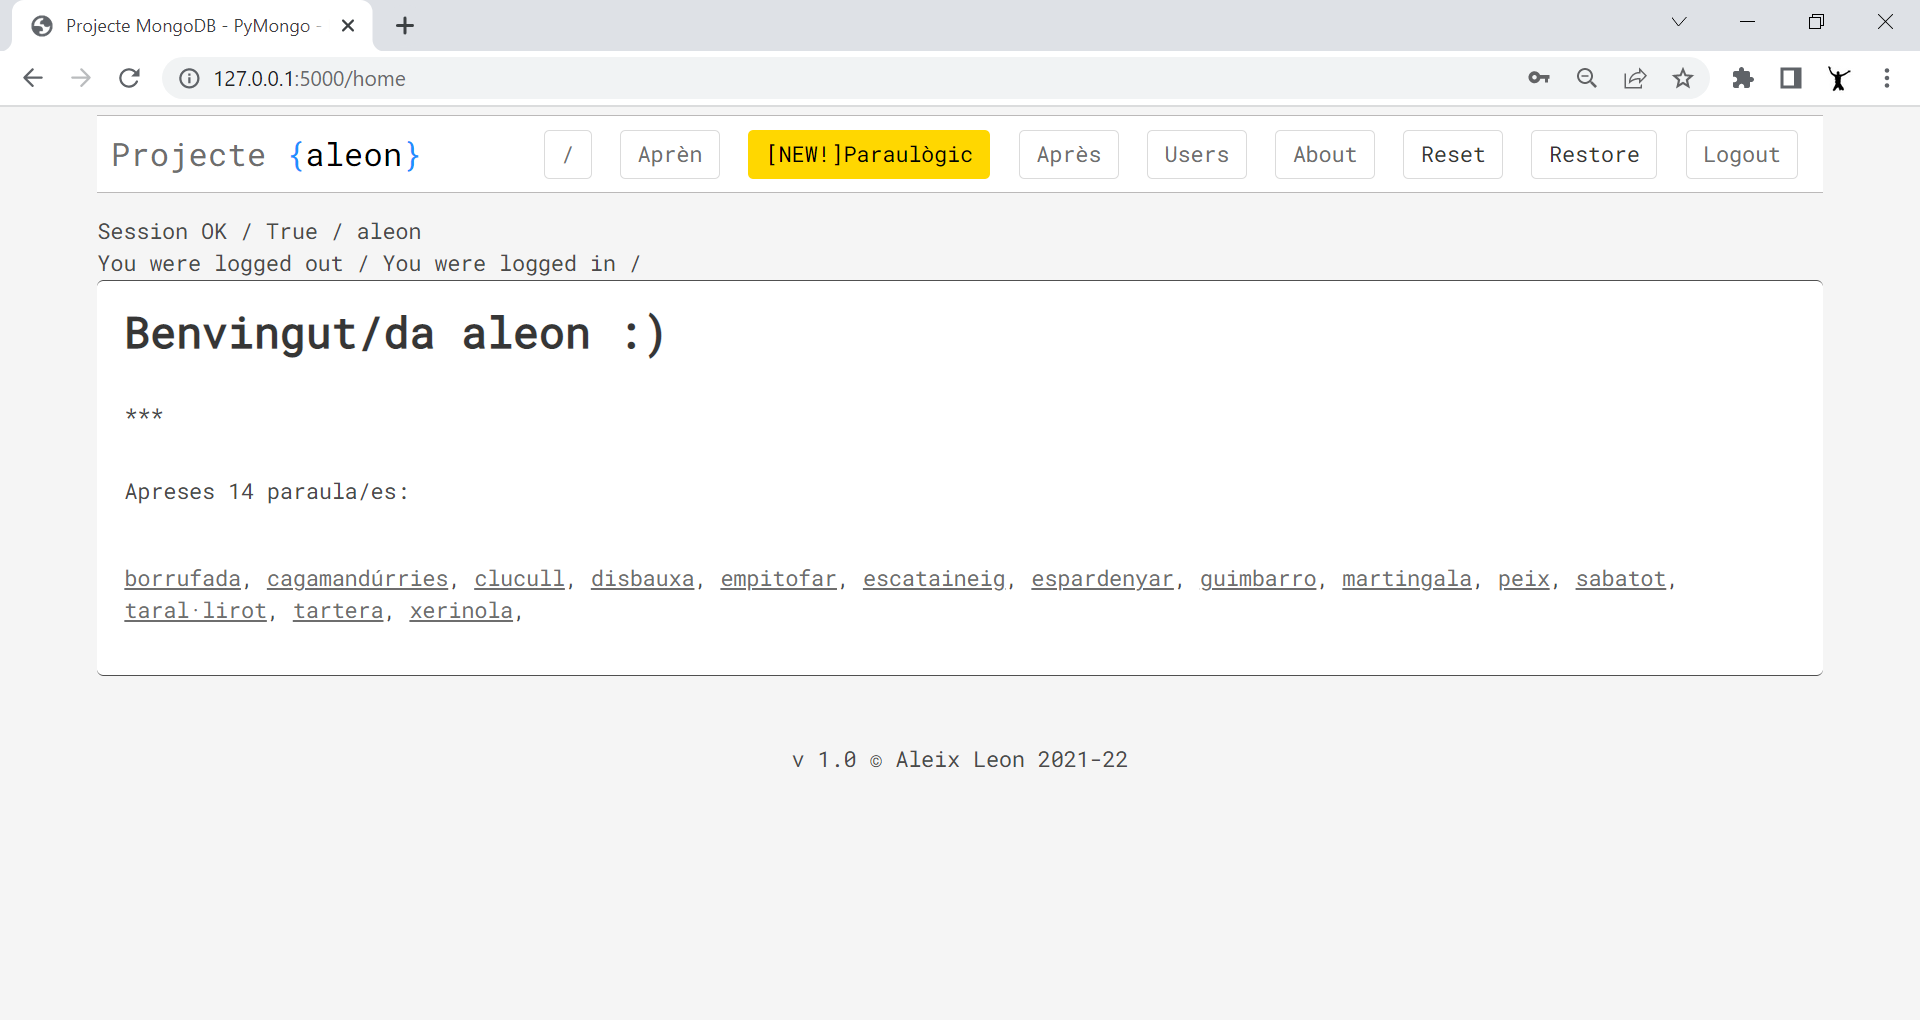 Projecte MongoDB - PyMongo -
127.0.0.1:5000/home
Projecte {aleon} / Aprèn [NEW!]Paraulògic Après Users About Reset Restore Logout
Session OK / True / aleon
You were logged out / You were logged in /
Benvingut/da aleon :)
***
Apreses 14 paraula/es:
borrufada, cagamandúrries, clucull, disbauxa, empitofar, escataineig, espardenyar, guimbarro, martingala, peix, sabatot,
taral·lirot, tartera, xerinola,
v 1.0 © Aleix Leon 2021-22